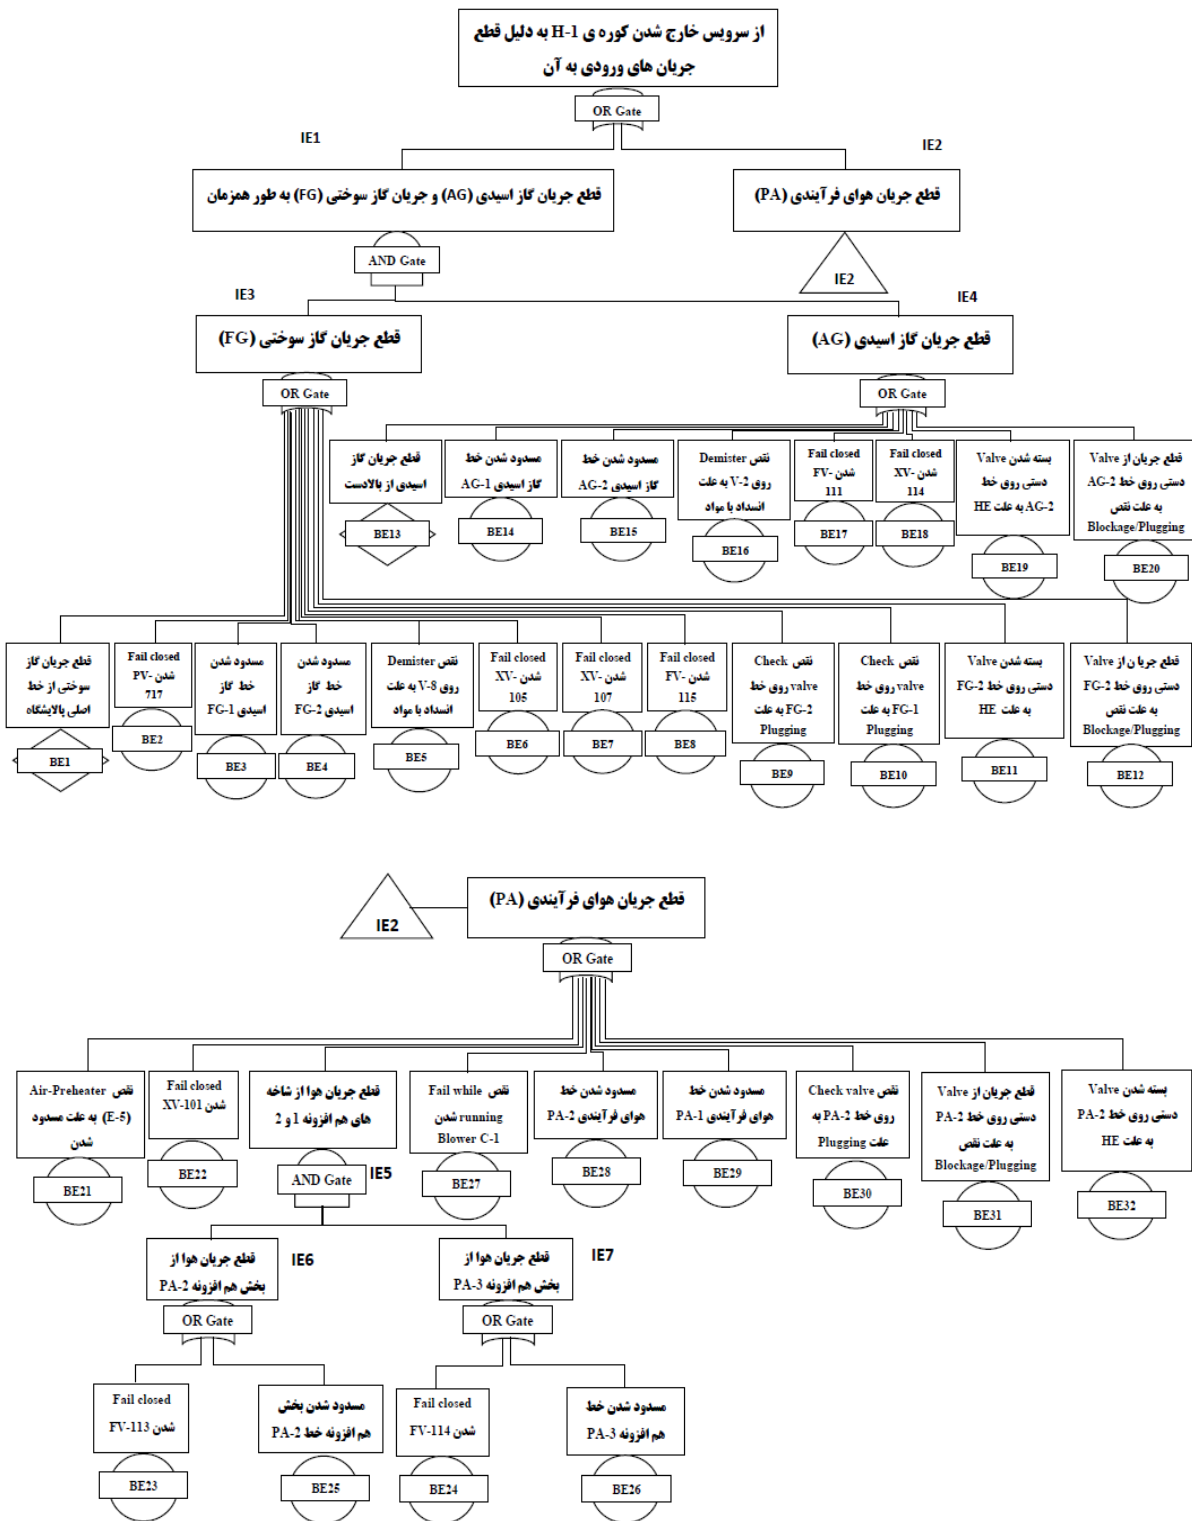 از سرویس خارج شدن کوره ی H-1 به دلیل قطع
جریان های ورودی به آن
OR Gate
IE1
IE2
قطع جریان گاز اسیدی (AG) و جریان گاز سوختی (FG) به طور همزمان
قطع جریان هوای فرآیندی (PA)
AND Gate
IE2
IE3
IE4
قطع جریان گاز سوختی (FG)
قطع جریان گاز اسیدی (AG)
OR Gate
OR Gate
قطع جریان گاز
اسیدی از بالادست
BE13
مسدود شدن خط
گاز اسیدی AG-1
BE14
مسدود شدن خط
گاز اسیدی AG-2
BE15
نقص Demister
روی V-2 به علت
انسداد با مواد
BE16
Fail closed
شدن FV-
111
BE17
Fail closed
شدن XV-
114
BE18
بسته شدن Valve
دستی روی خط
AG-2 به علت HE
BE19
قطع جریان از Valve
دستی روی خط AG-2
به علت نقص
Blockage/Plugging
BE20
قطع جریان گاز
سوختی از خط
اصلی پالایشگاه
BE1
Fail closed
شدن PV-
717
BE2
مسدود شدن
خط گاز
اسیدی FG-1
BE3
مسدود شدن
خط گاز
اسیدی FG-2
BE4
نقص Demister
روی V-8 به علت
انسداد با مواد
BE5
Fail closed
شدن XV-
105
BE6
Fail closed
شدن XV-
107
BE7
Fail closed
شدن FV-
115
BE8
نقص Check
valve روی خط
FG-2 به علت
Plugging
BE9
نقص Check
valve روی خط
FG-1 به علت
Plugging
BE10
بسته شدن Valve
دستی روی خط FG-2
به علت HE
BE11
قطع جریا ن از Valve
دستی روی خط FG-2
به علت نقص
Blockage/Plugging
BE12
قطع جریان هوای فرآیندی (PA)
IE2
OR Gate
نقص Air-Preheater
(E-5) به علت مسدود
شدن
BE21
Fail closed
شدن XV-101
BE22
قطع جریان هوا از شاخه
های هم افزونه 1 و 2
AND Gate
IE5
نقص Fail while
شدن running
Blower C-1
BE27
مسدود شدن خط
هوای فرآیندی PA-2
BE28
مسدود شدن خط
هوای فرآیندی PA-1
BE29
نقص Check valve
روی خط PA-2 به
علت Plugging
BE30
قطع جریان از Valve
دستی روی خط PA-2
به علت نقص
Blockage/Plugging
BE31
بسته شدن Valve
دستی روی خط PA-2
به علت HE
BE32
IE6
قطع جریان هوا از
بخش هم افزونه PA-2
OR Gate
IE7
قطع جریان هوا از
بخش هم افزونه PA-3
OR Gate
Fail closed
شدن FV-113
BE23
مسدود شدن بخش
هم افزونه خط PA-2
BE25
Fail closed
شدن FV-114
BE24
مسدود شدن خط
هم افزونه PA-3
BE26